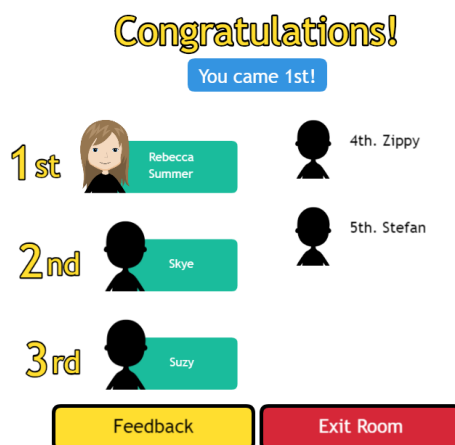 Congratulations!
You came 1st!
1st
Rebecca
Summer
2nd
Skye
3rd
Suzy
4th. Zippy
5th. Stefan
Feedback
Exit Room